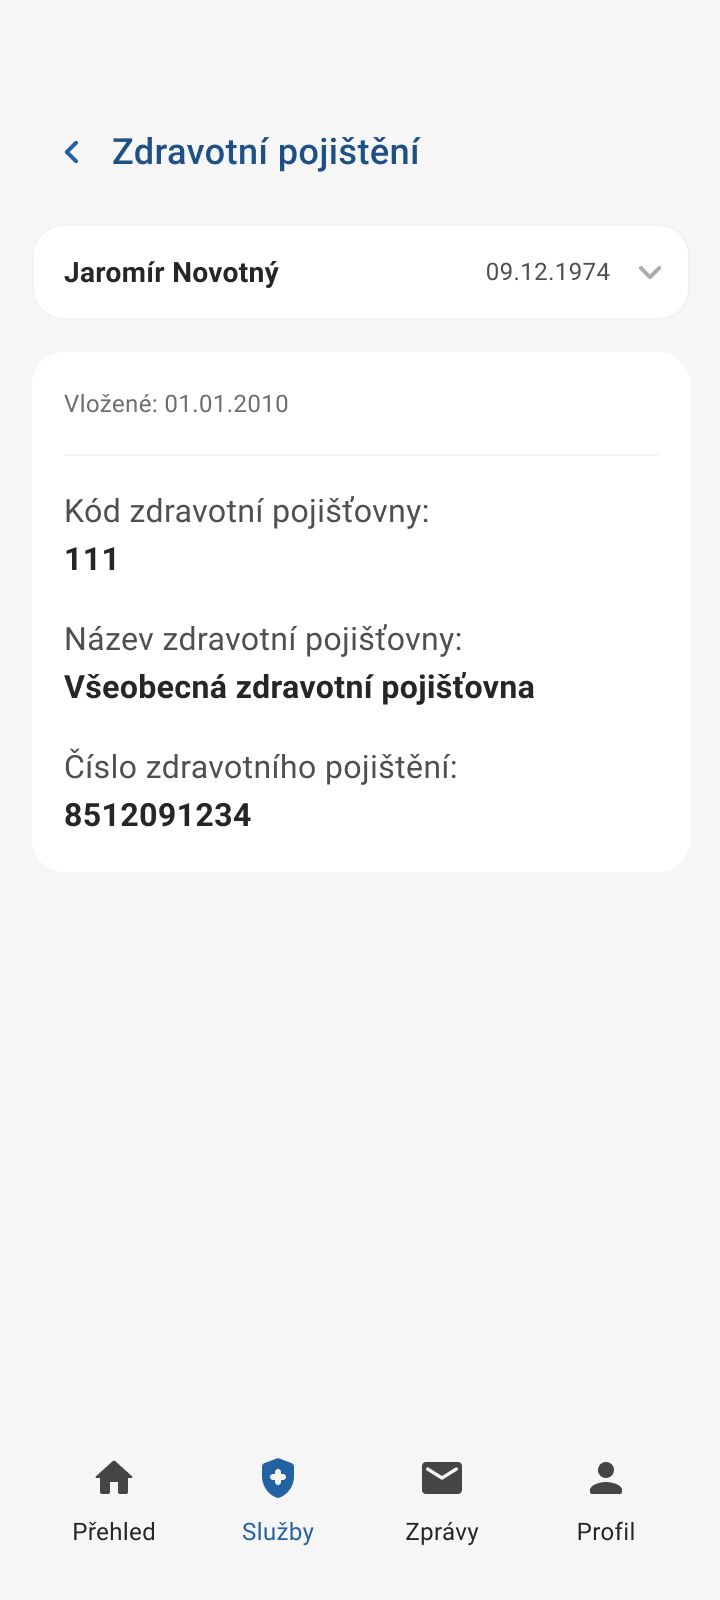 Zdravotní pojištění
Jaromír Novotný 09.12.1974
Vložené: 01.01.2010
Kód zdravotní pojišťovny:
111
Název zdravotní pojišťovny:
Všeobecná zdravotní pojišťovna
Číslo zdravotního pojištění:
8512091234
Přehled Služby Zprávy Profil